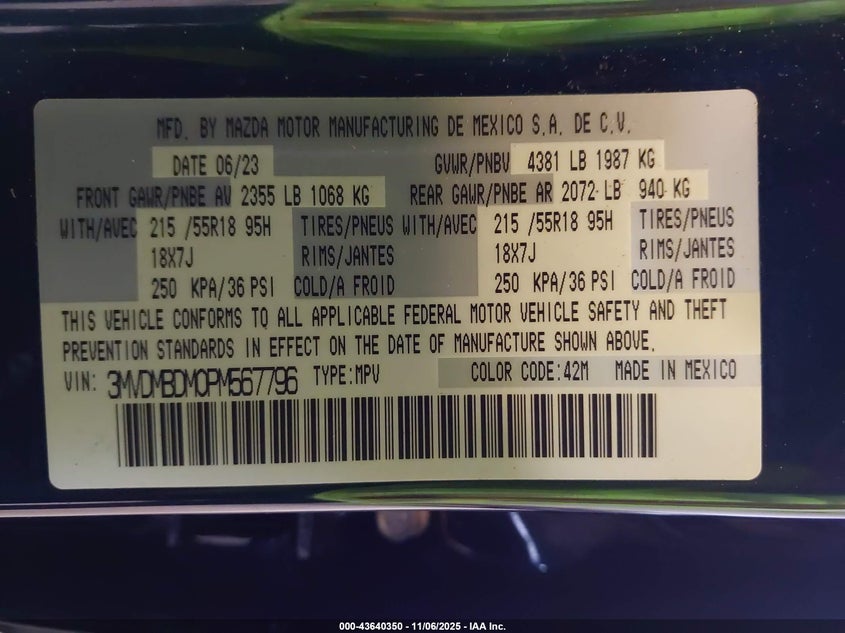 MFD. BY MAZDA MOTOR MANUFACTURING DE MEXICO S.A. DE C.V.
DATE 06/23 GVWR/PNBV 4381 LB 1987 KG
FRONT GAWR/PNBE AV 2355 LB 1068 KG REAR GAWR/PNBE AR 2072 LB 940 KG
WITH/AVEC 215 /55R18 95H TIRES/PNEUS WITH/AVEC 215 /55R18 95H TIRES/PNEUS
18X7J RIMS/JANTES 18X7J RIMS/JANTES
250 KPA/36 PSI COLD/A FROID 250 KPA/36 PSI COLD/A FROID
THIS VEHICLE CONFORMS TO ALL APPLICABLE FEDERAL MOTOR VEHICLE SAFETY AND THEFT
PREVENTION STANDARDS IN EFFECT ON THE DATE OF MANUFACTURE SHOWN ABOVE.
VIN: 3MVDMBDM0PM567796 TYPE:MPV COLOR CODE:42M MADE IN MEXICO
000-43640350 - 11/06/2025 - IAA Inc.